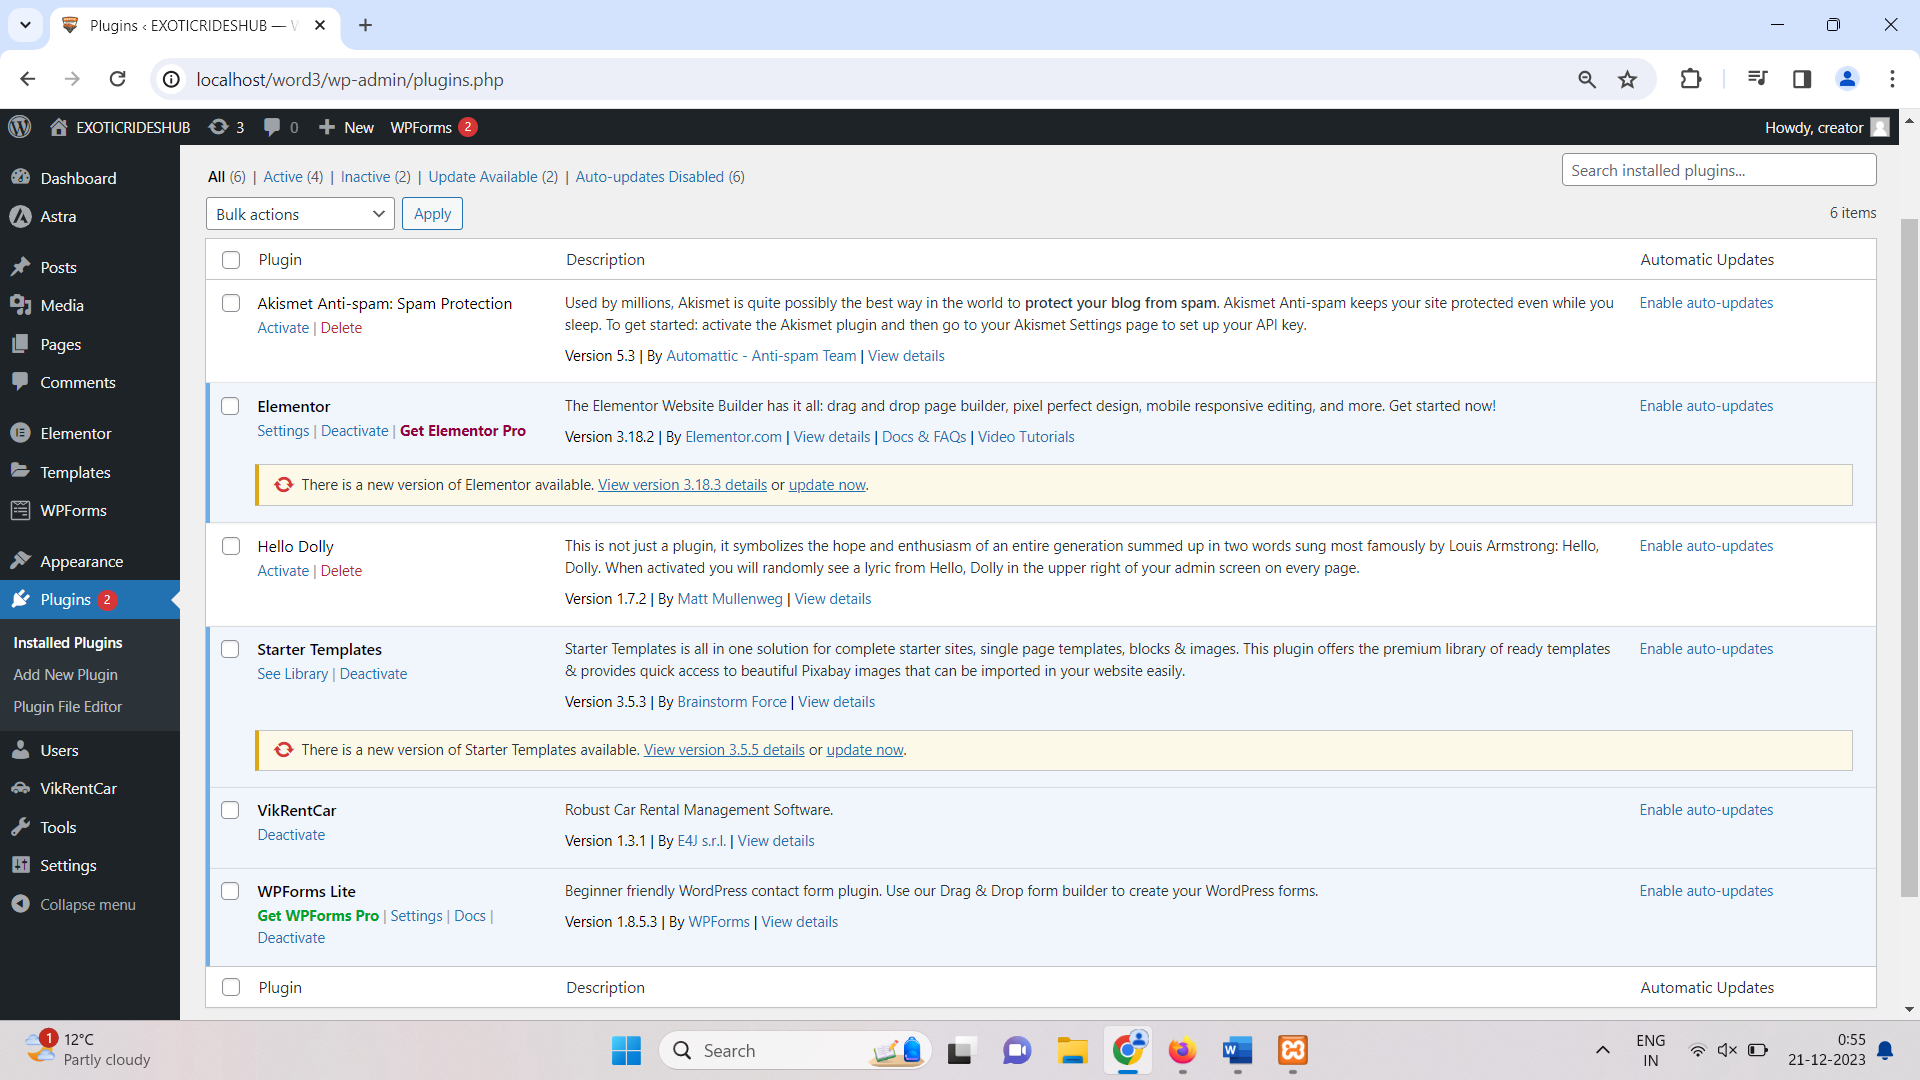 Plugins ‹ EXOTICRIDESHUB —
localhost/word3/wp-admin/plugins.php
EXOTICRIDESHUB 3 0 New WPForms 2 Howdy, creator
Dashboard
Astra
Posts
Media
Pages
Comments
Elementor
Templates
WPForms
Appearance
Plugins 2
Installed Plugins
Add New Plugin
Plugin File Editor
Users
VikRentCar
Tools
Settings
Collapse menu
All (6) | Active (4) | Inactive (2) | Update Available (2) | Auto-updates Disabled (6)
Search installed plugins...
Bulk actions Apply 6 items
Plugin Description Automatic Updates
Akismet Anti-spam: Spam Protection
Activate | Delete
Used by millions, Akismet is quite possibly the best way in the world to protect your blog from spam. Akismet Anti-spam keeps your site protected even while you
sleep. To get started: activate the Akismet plugin and then go to your Akismet Settings page to set up your API key.
Version 5.3 | By Automattic - Anti-spam Team | View details
Enable auto-updates
Elementor
Settings | Deactivate | Get Elementor Pro
The Elementor Website Builder has it all: drag and drop page builder, pixel perfect design, mobile responsive editing, and more. Get started now!
Version 3.18.2 | By Elementor.com | View details | Docs & FAQs | Video Tutorials
Enable auto-updates
There is a new version of Elementor available. View version 3.18.3 details or update now.
Hello Dolly
Activate | Delete
This is not just a plugin, it symbolizes the hope and enthusiasm of an entire generation summed up in two words sung most famously by Louis Armstrong: Hello,
Dolly. When activated you will randomly see a lyric from Hello, Dolly in the upper right of your admin screen on every page.
Version 1.7.2 | By Matt Mullenweg | View details
Enable auto-updates
Starter Templates
See Library | Deactivate
Starter Templates is all in one solution for complete starter sites, single page templates, blocks & images. This plugin offers the premium library of ready templates
& provides quick access to beautiful Pixabay images that can be imported in your website easily.
Version 3.5.3 | By Brainstorm Force | View details
Enable auto-updates
There is a new version of Starter Templates available. View version 3.5.5 details or update now.
VikRentCar
Deactivate
Robust Car Rental Management Software.
Version 1.3.1 | By E4J s.r.l. | View details
Enable auto-updates
WPForms Lite
Get WPForms Pro | Settings | Docs |
Deactivate
Beginner friendly WordPress contact form plugin. Use our Drag & Drop form builder to create your WordPress forms.
Version 1.8.5.3 | By WPForms | View details
Enable auto-updates
Plugin Description Automatic Updates
1
12°C
Partly cloudy
Search
ENG
IN
0:55
21-12-2023